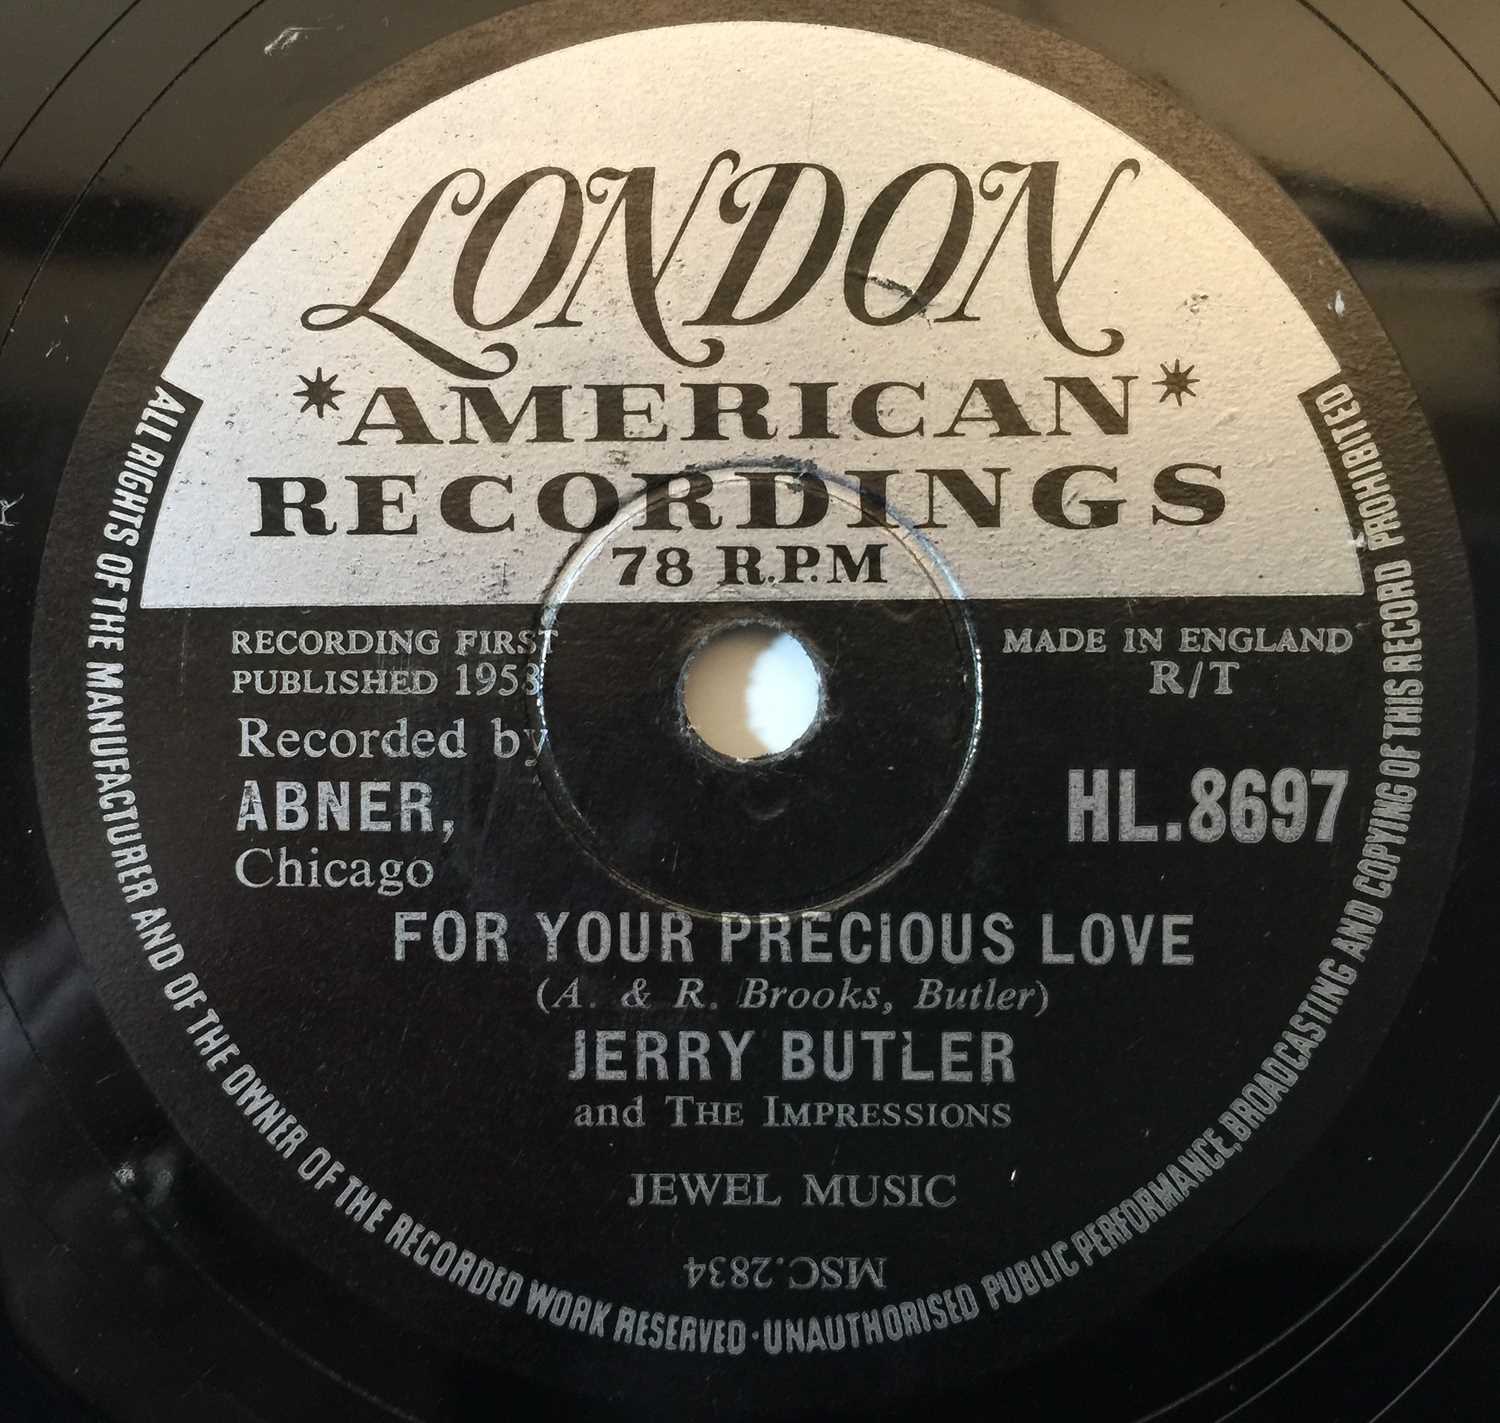 LONDON
*AMERICAN*
RECORDINGS
78 R.P.M
RECORDING FIRST
PUBLISHED 1958
MADE IN ENGLAND
R/T
Recorded by
ABNER,
Chicago
HL.8697
FOR YOUR PRECIOUS LOVE
(A. & R. Brooks, Butler)
JERRY BUTLER
and THE IMPRESSIONS
JEWEL MUSIC
MSC.2834
ALL RIGHTS OF THE MANUFACTURER AND OF THE OWNER OF THE RECORDED WORK RESERVED · UNAUTHORISED PUBLIC PERFORMANCE, BROADCASTING AND COPYING OF THIS RECORD PROHIBITED